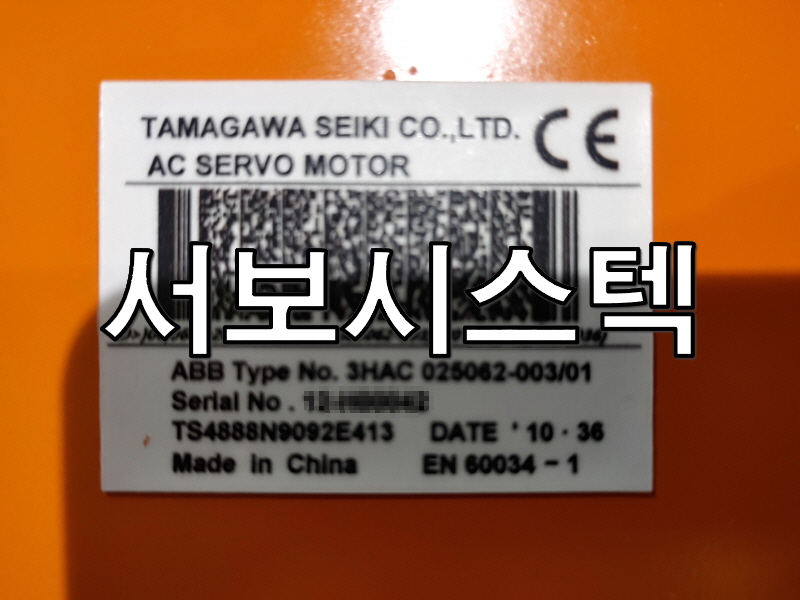 TAMAGAWA SEIKI CO.,LTD.
CE
AC SERVO MOTOR
서보시스텍
ABB Type No. 3HAC 025062-003/01
Serial No .
TS4888N9092E413 DATE ' 10 · 36
Made in China EN 60034 - 1